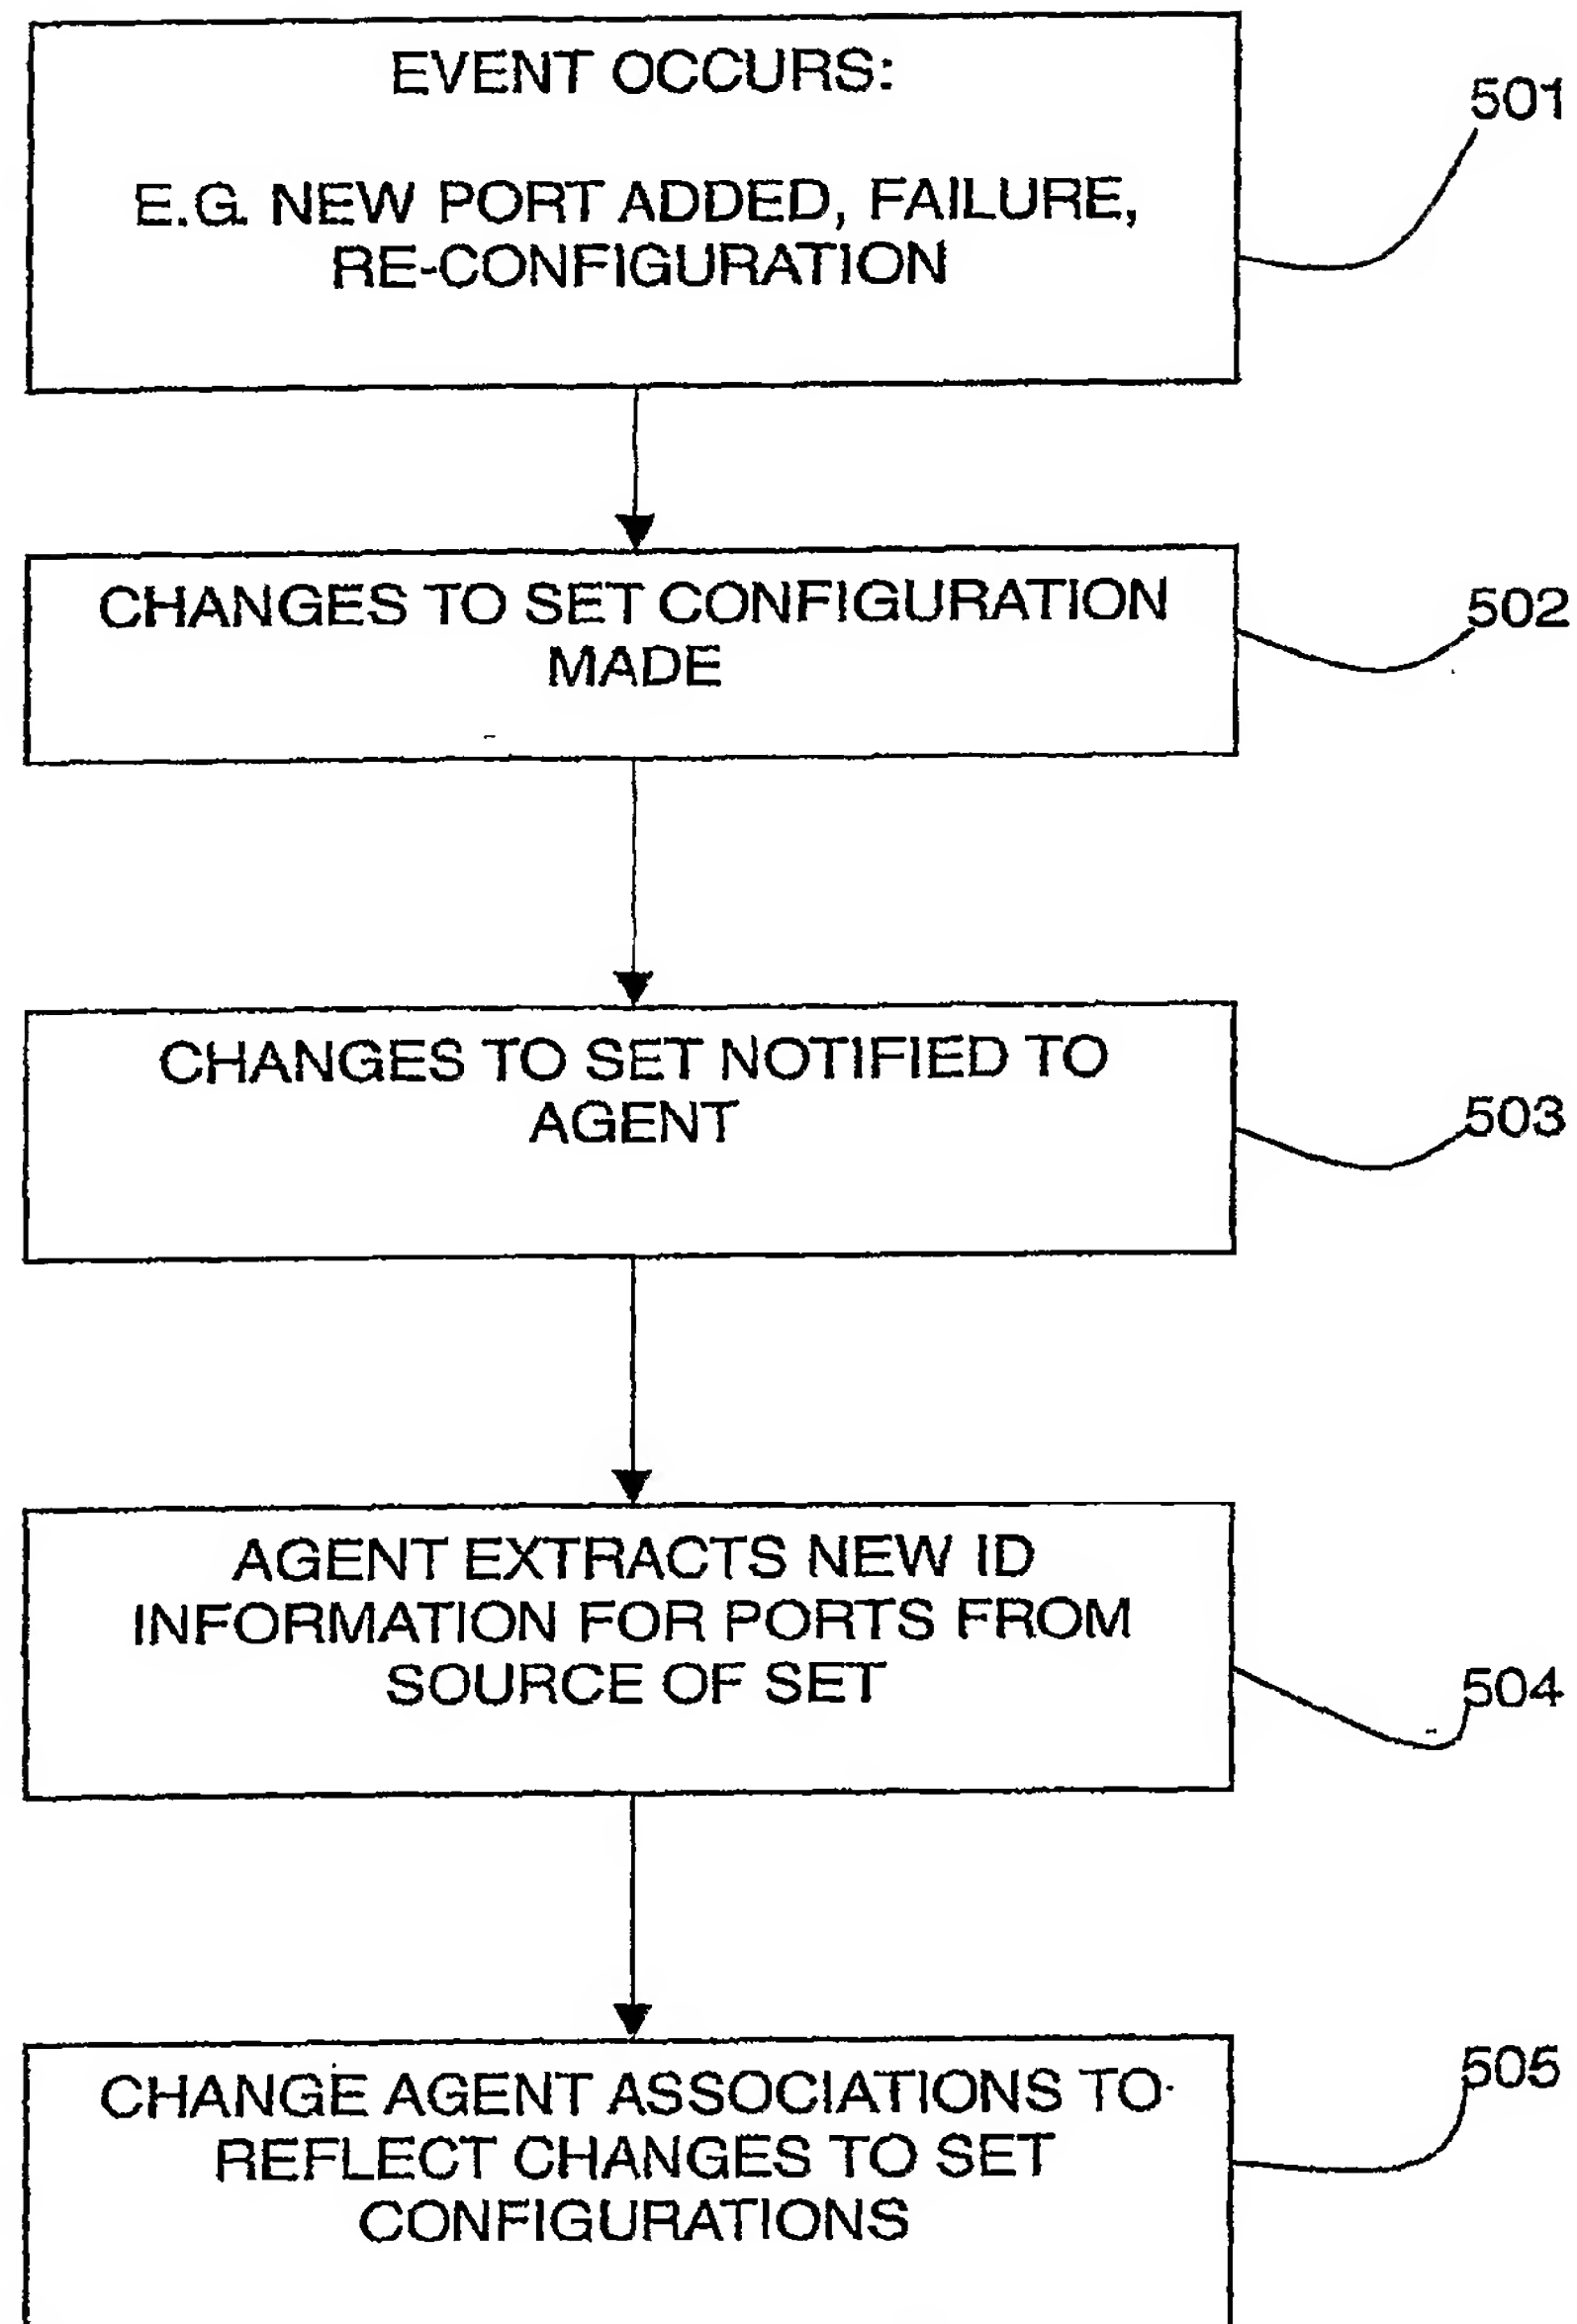 EVENT OCCURS:
E.G. NEW PORT ADDED, FAILURE,
RE-CONFIGURATION
501
CHANGES TO SET CONFIGURATION
MADE
502
CHANGES TO SET NOTIFIED TO
AGENT
503
AGENT EXTRACTS NEW ID
INFORMATION FOR PORTS FROM
SOURCE OF SET
504
CHANGE AGENT ASSOCIATIONS TO
REFLECT CHANGES TO SET
CONFIGURATIONS
505